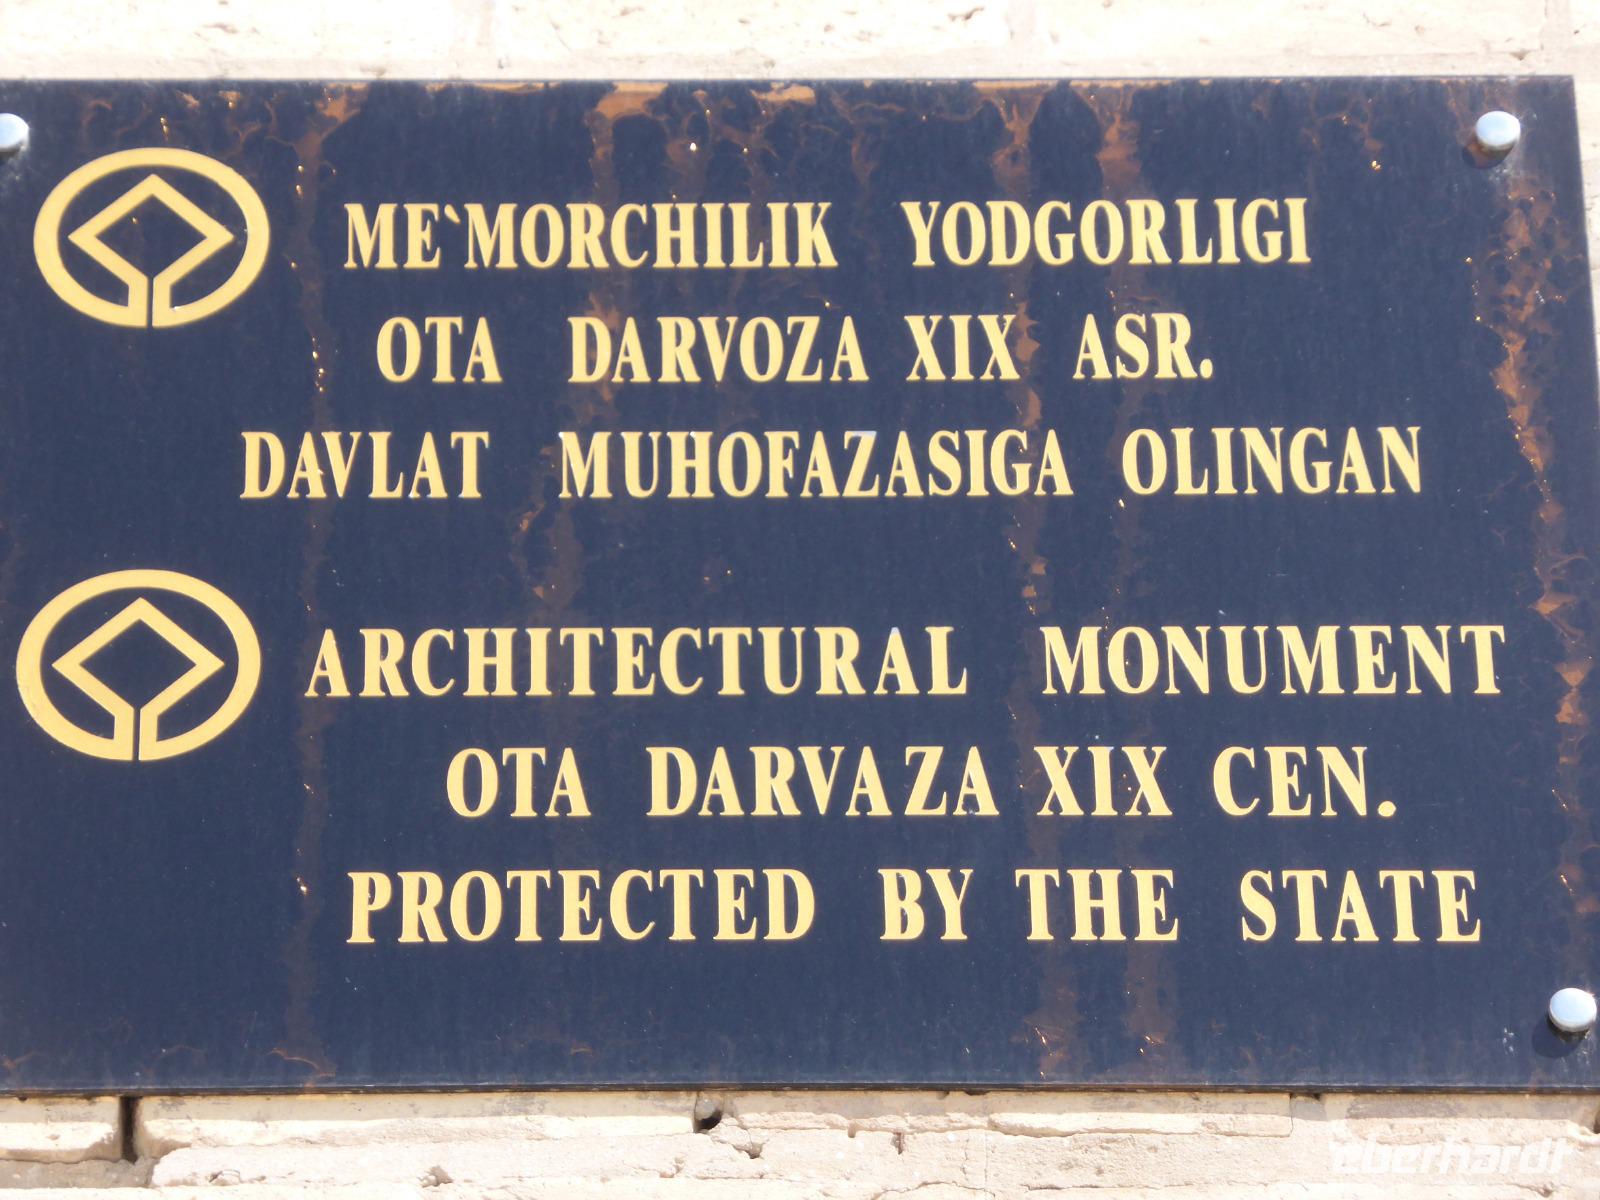 ME`MORCHILIK YODGORLIGI
OTA DARVOZA XIX ASR.
DAVLAT MUHOFAZASIGA OLINGAN
ARCHITECTURAL MONUMENT
OTA DARVAZA XIX CEN.
PROTECTED BY THE STATE
eberhardt